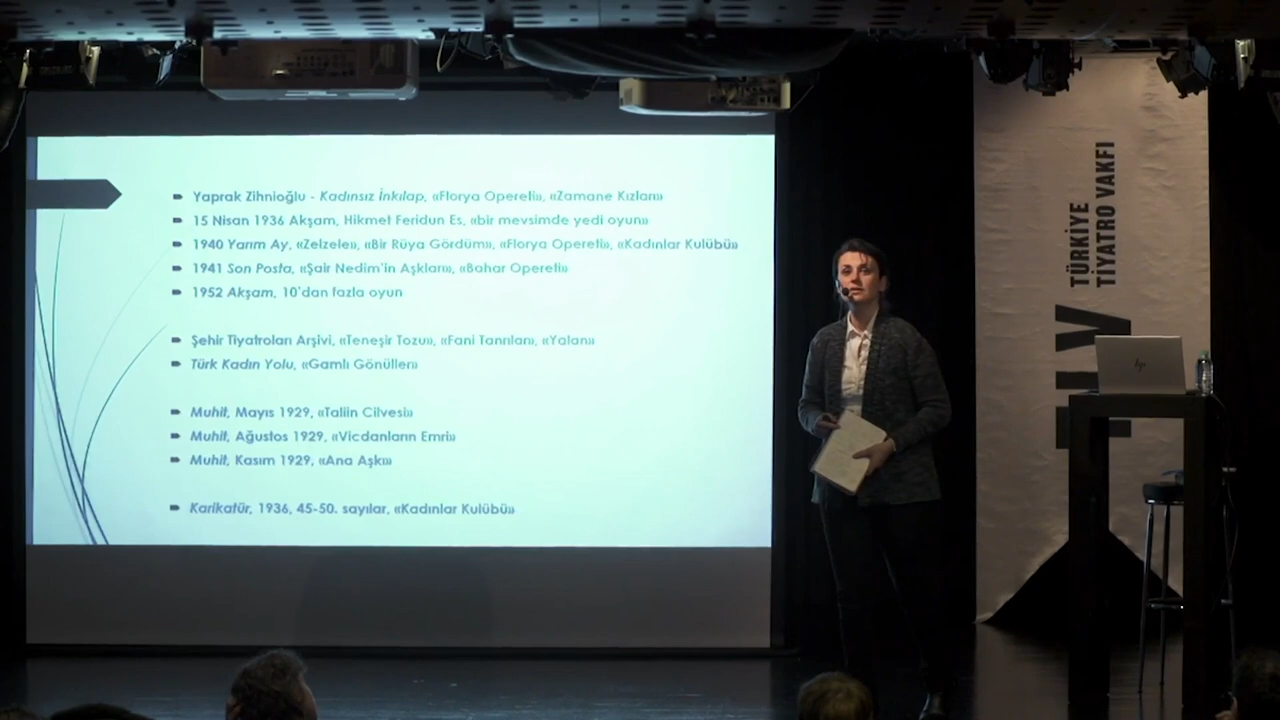 Yaprak Zihnioğlu - Kadınsız İnkılap, «Florya Opereti», «Zamane Kızları»
15 Nisan 1936 Akşam, Hikmet Feridun Es, «bir mevsimde yedi oyun»
1940 Yarım Ay, «Zelzele», «Bir Rüya Gördüm», «Florya Opereti», «Kadınlar Kulübü»
1941 Son Posta, «Şair Nedim'in Aşkları», «Bahar Opereti»
1952 Akşam, 10'dan fazla oyun
Şehir Tiyatroları Arşivi, «Teneşir Tozu», «Fani Tanrılar», «Yalan»
Türk Kadın Yolu, «Gamlı Gönüller»
Muhit, Mayıs 1929, «Taliin Cilvesi»
Muhit, Ağustos 1929, «Vicdanların Emri»
Muhit, Kasım 1929, «Ana Aşkı»
Karikatür, 1936, 45-50. sayılar, «Kadınlar Kulübü»
TÜRKİYE
TİYATRO VAKFI
hp